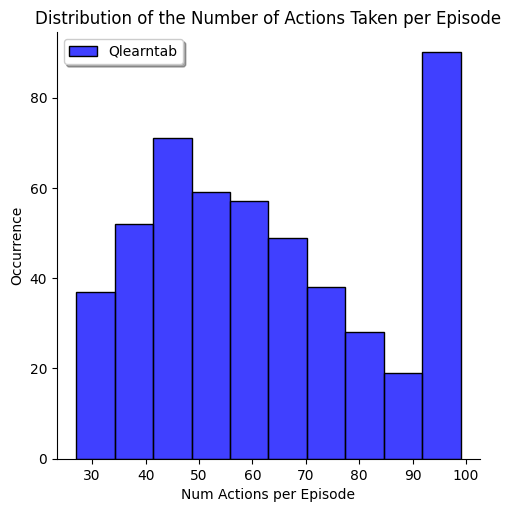 Distribution of the Number of Actions Taken per Episode
Qlearntab
Occurrence
80
60
40
20
0
30 40 50 60 70 80 90 100
Num Actions per Episode